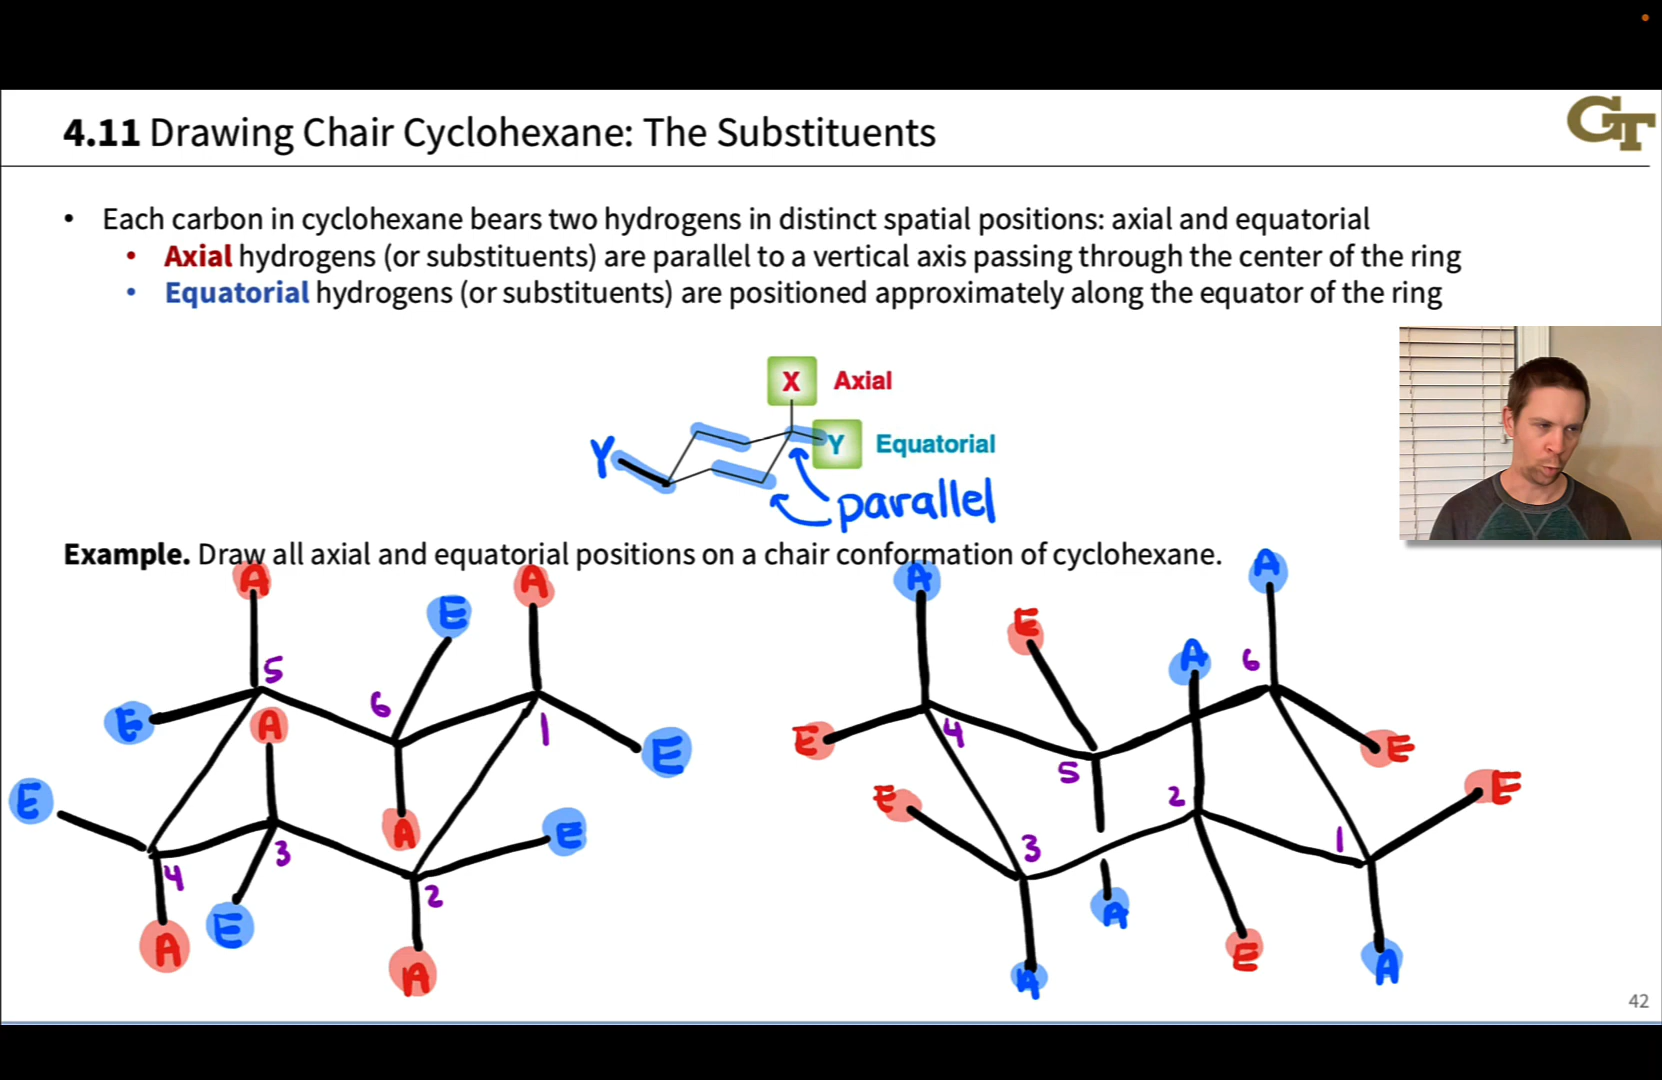 4.11 Drawing Chair Cyclohexane: The Substituents
GT
• Each carbon in cyclohexane bears two hydrogens in distinct spatial positions: axial and equatorial
• Axial hydrogens (or substituents) are parallel to a vertical axis passing through the center of the ring
• Equatorial hydrogens (or substituents) are positioned approximately along the equator of the ring
X Axial
Y Y Equatorial
parallel
Example. Draw all axial and equatorial positions on a chair conformation of cyclohexane.
A E A
5
E A 6 1 E
E
4 3 A E
2
A E A
A E A A
6
E 4 5 E
E 3 2 1 E
A
A E A
42